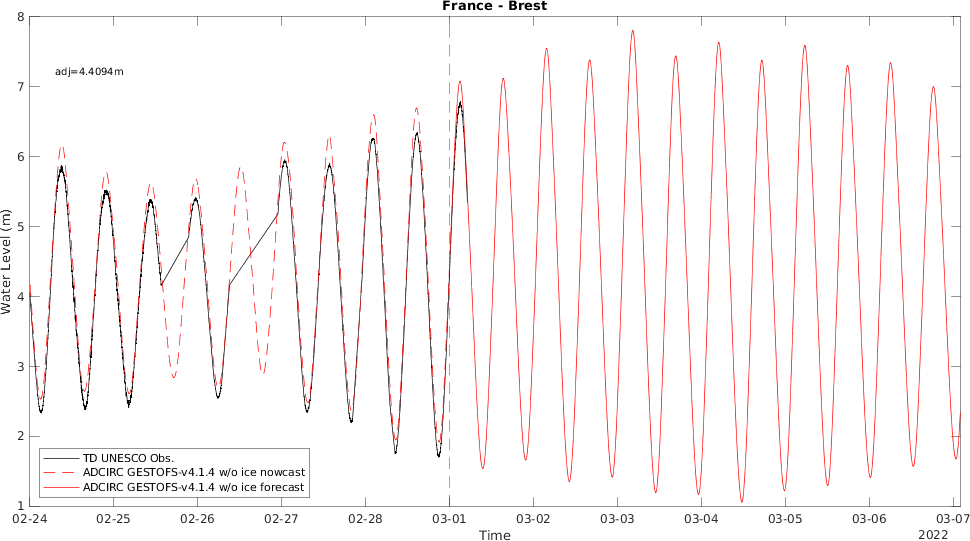 France - Brest
8
adj=4.4094m
7
6
5
Water Level (m)
4
3
2
1
TD UNESCO Obs.
ADCIRC GESTOFS-v4.1.4 w/o ice nowcast
ADCIRC GESTOFS-v4.1.4 w/o ice forecast
02-24 02-25 02-26 02-27 02-28 03-01 03-02 03-03 03-04 03-05 03-06 03-07
Time
2022